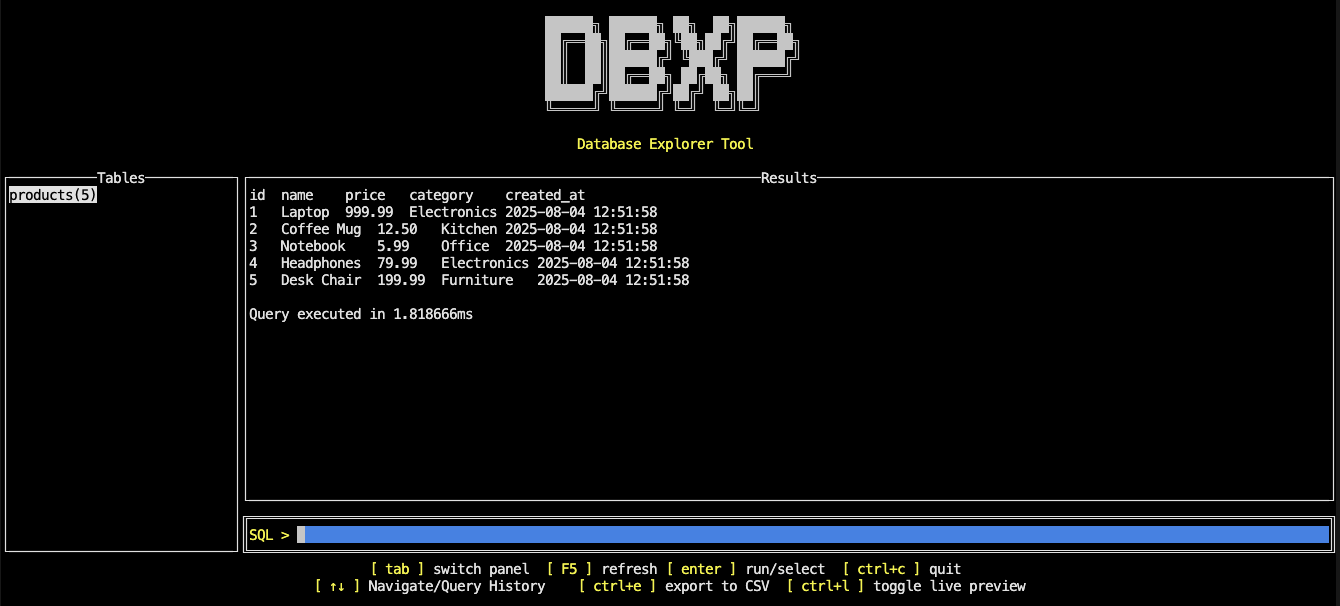 DBXP
Database Explorer Tool
Tables
products(5)
Results
id name price category created_at
1 Laptop 999.99 Electronics 2025-08-04 12:51:58
2 Coffee Mug 12.50 Kitchen 2025-08-04 12:51:58
3 Notebook 5.99 Office 2025-08-04 12:51:58
4 Headphones 79.99 Electronics 2025-08-04 12:51:58
5 Desk Chair 199.99 Furniture 2025-08-04 12:51:58
Query executed in 1.818666ms
SQL >
[ tab ] switch panel [ F5 ] refresh [ enter ] run/select [ ctrl+c ] quit
[ ↑↓ ] Navigate/Query History [ ctrl+e ] export to CSV [ ctrl+l ] toggle live preview